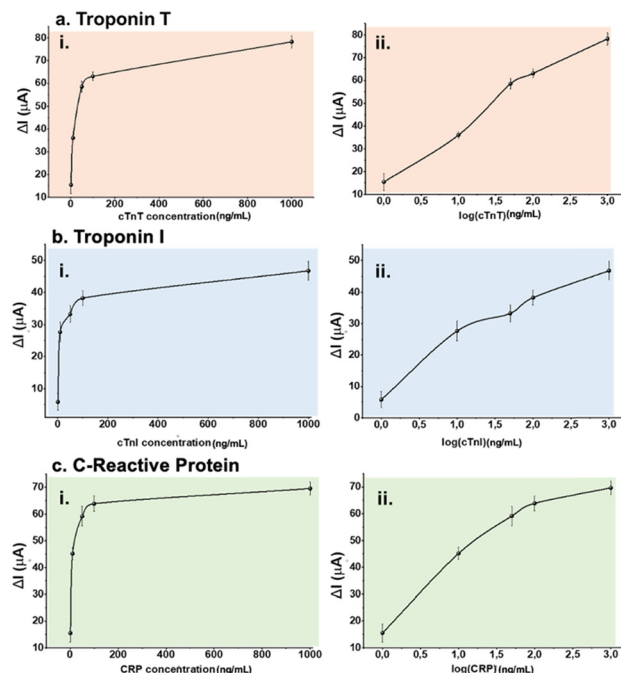 a. Troponin T
i.
ΔI (μA)
80
70
60
50
40
30
20
10
0 200 400 600 800 1000
cTnT concentration(ng/mL)
ii.
ΔI (μA)
80
70
60
50
40
30
20
10
0,0 0,5 1,0 1,5 2,0 2,5 3,0
log(cTnT)(ng/mL)
b. Troponin I
i.
ΔI (μA)
50
40
30
20
10
0 200 400 600 800 1000
cTnI concentration(ng/mL)
ii.
ΔI (μA)
50
40
30
20
10
0
0,0 0,5 1,0 1,5 2,0 2,5 3,0
log(cTnI)(ng/mL)
c. C-Reactive Protein
i.
ΔI (μA)
70
60
50
40
30
20
10
0 200 400 600 800 1000
CRP concentration(ng/mL)
ii.
ΔI (μA)
70
60
50
40
30
20
10
0,0 0,5 1,0 1,5 2,0 2,5 3,0
log(CRP)(ng/mL)